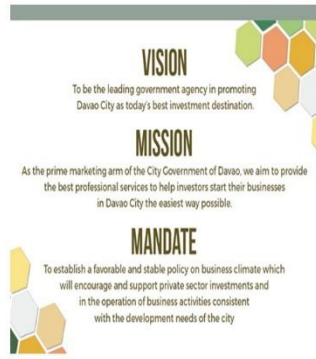 VISION
To be the leading government agency in promoting
Davao City as today's best investment destination.
MISSION
As the prime marketing arm of the City Government of Davao, we aim to provide
the best professional services to help investors start their businesses
in Davao City the easiest way possible.
MANDATE
To establish a favorable and stable policy on business climate which
will encourage and support private sector investments and
in the operation of business activities consistent
with the development needs of the city